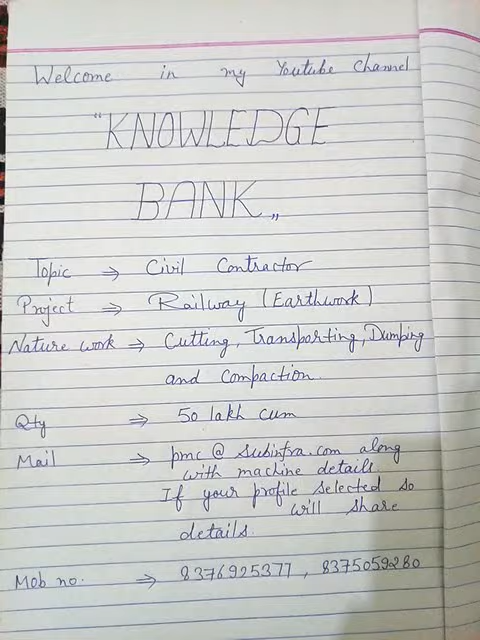 Welcome in my Youtube Channel
"KNOWLEDGE
BANK"
Topic ⇒ Civil Contractor
Project ⇒ Railway (Earthwork)
Nature work ⇒ Cutting, Transporting, Dumping
and Compaction.
Qty ⇒ 50 lakh cum
Mail ⇒ pmc@subinfra.com along
with machine details.
If your profile selected so
will share
details.
Mob no. ⇒ 8376925377, 8375059280